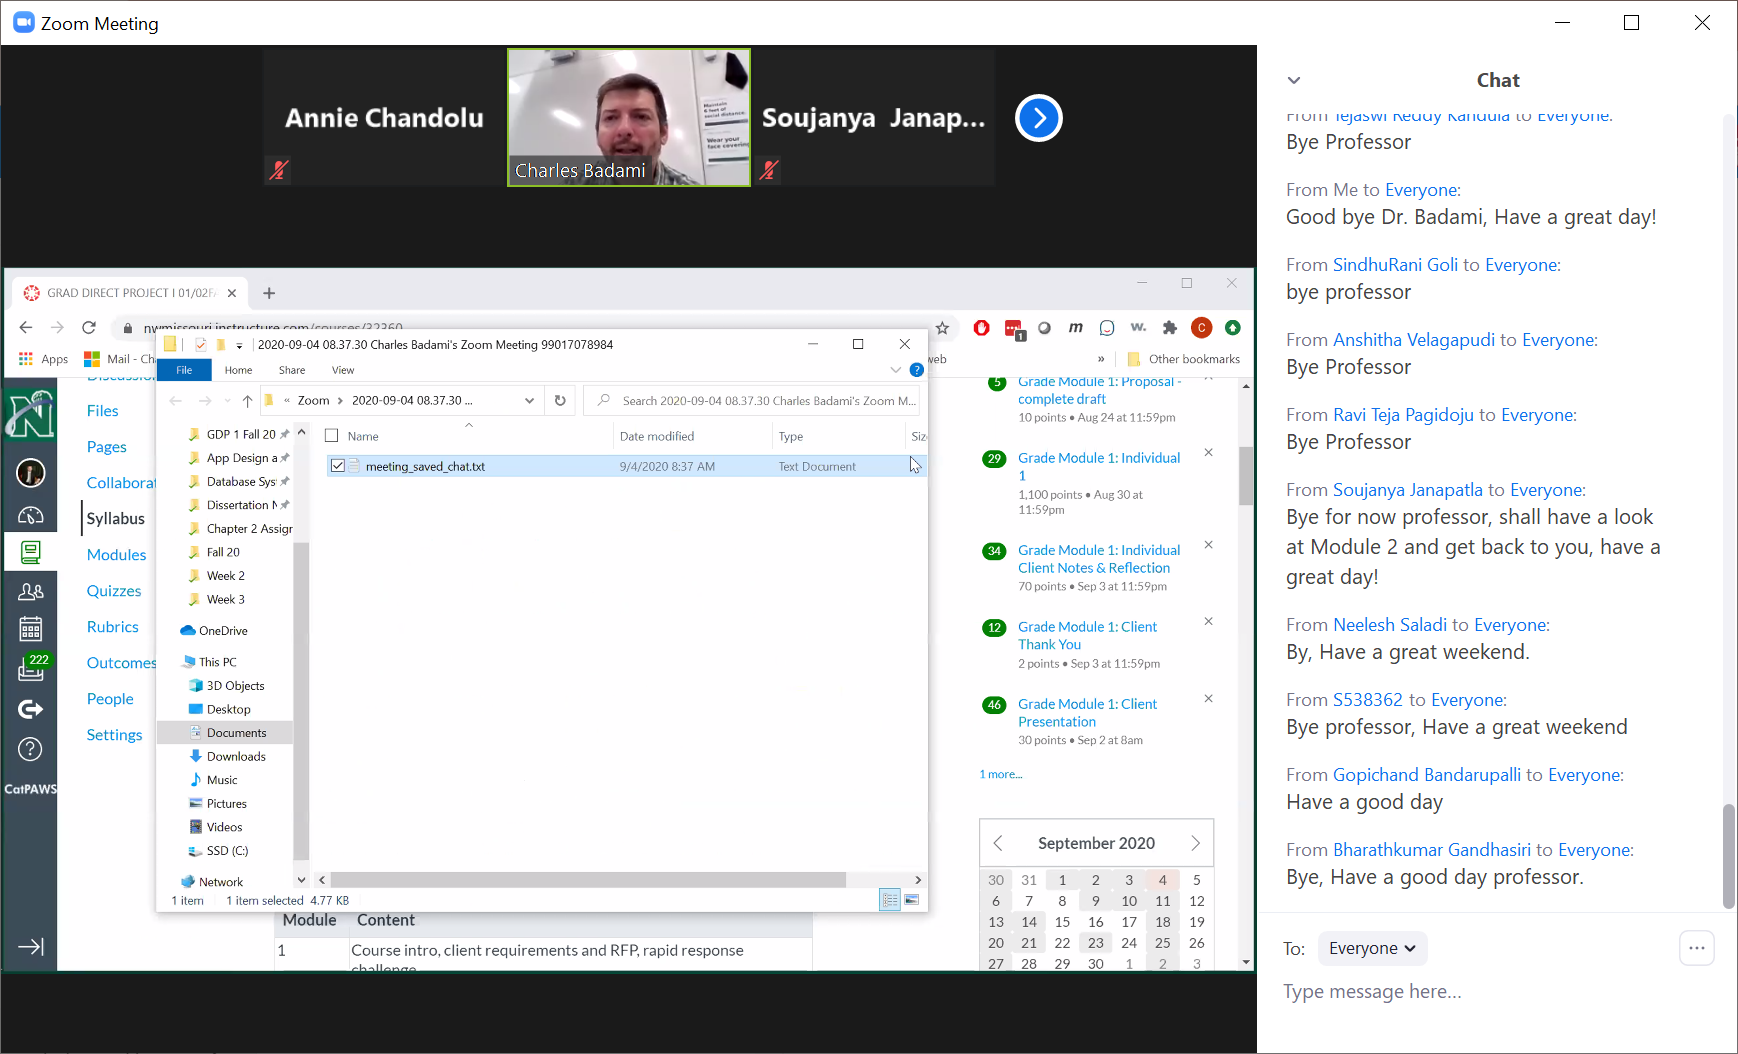 Zoom Meeting
Annie Chandolu
Charles Badami
Soujanya Janap...
Maintain
6 feet of
social distance.
Wear your
face covering
GRAD DIRECT PROJECT I 01/02FA
nwmissouri.instructure.com/courses/32360
Apps
Mail - Ch
web
»
Other bookmarks
1
m
w.
C
2020-09-04 08.37.30 Charles Badami's Zoom Meeting 99017078984
File
Home
Share
View
« Zoom > 2020-09-04 08.37.30 ...
Search 2020-09-04 08.37.30 Charles Badami's Zoom M...
Name
Date modified
Type
Siz
meeting_saved_chat.txt
9/4/2020 8:37 AM
Text Document
GDP 1 Fall 20
App Design a
Database Sys
Dissertation N
Chapter 2 Assigr
Fall 20
Week 2
Week 3
OneDrive
This PC
3D Objects
Desktop
Documents
Downloads
Music
Pictures
Videos
SSD (C:)
Network
1 item
1 item selected 4.77 KB
N
222
CatPAWS
Discussions
Files
Pages
Collaborat
Syllabus
Modules
Quizzes
Rubrics
Outcomes
People
Settings
Module
Content
1
Course intro, client requirements and RFP, rapid response
challenge
5
Grade Module 1: Proposal -
complete draft
10 points • Aug 24 at 11:59pm
29
Grade Module 1: Individual
1
1,100 points • Aug 30 at
11:59pm
34
Grade Module 1: Individual
Client Notes & Reflection
70 points • Sep 3 at 11:59pm
12
Grade Module 1: Client
Thank You
2 points • Sep 3 at 11:59pm
46
Grade Module 1: Client
Presentation
30 points • Sep 2 at 8am
1 more...
September 2020
30 31 1 2 3 4 5
6 7 8 9 10 11 12
13 14 15 16 17 18 19
20 21 22 23 24 25 26
27 28 29 30 1 2 3
Chat
From Tejaswi Reddy Kandula to Everyone:
Bye Professor
From Me to Everyone:
Good bye Dr. Badami, Have a great day!
From SindhuRani Goli to Everyone:
bye professor
From Anshitha Velagapudi to Everyone:
Bye Professor
From Ravi Teja Pagidoju to Everyone:
Bye Professor
From Soujanya Janapatla to Everyone:
Bye for now professor, shall have a look
at Module 2 and get back to you, have a
great day!
From Neelesh Saladi to Everyone:
By, Have a great weekend.
From S538362 to Everyone:
Bye professor, Have a great weekend
From Gopichand Bandarupalli to Everyone:
Have a good day
From Bharathkumar Gandhasiri to Everyone:
Bye, Have a good day professor.
To: Everyone
Type message here...